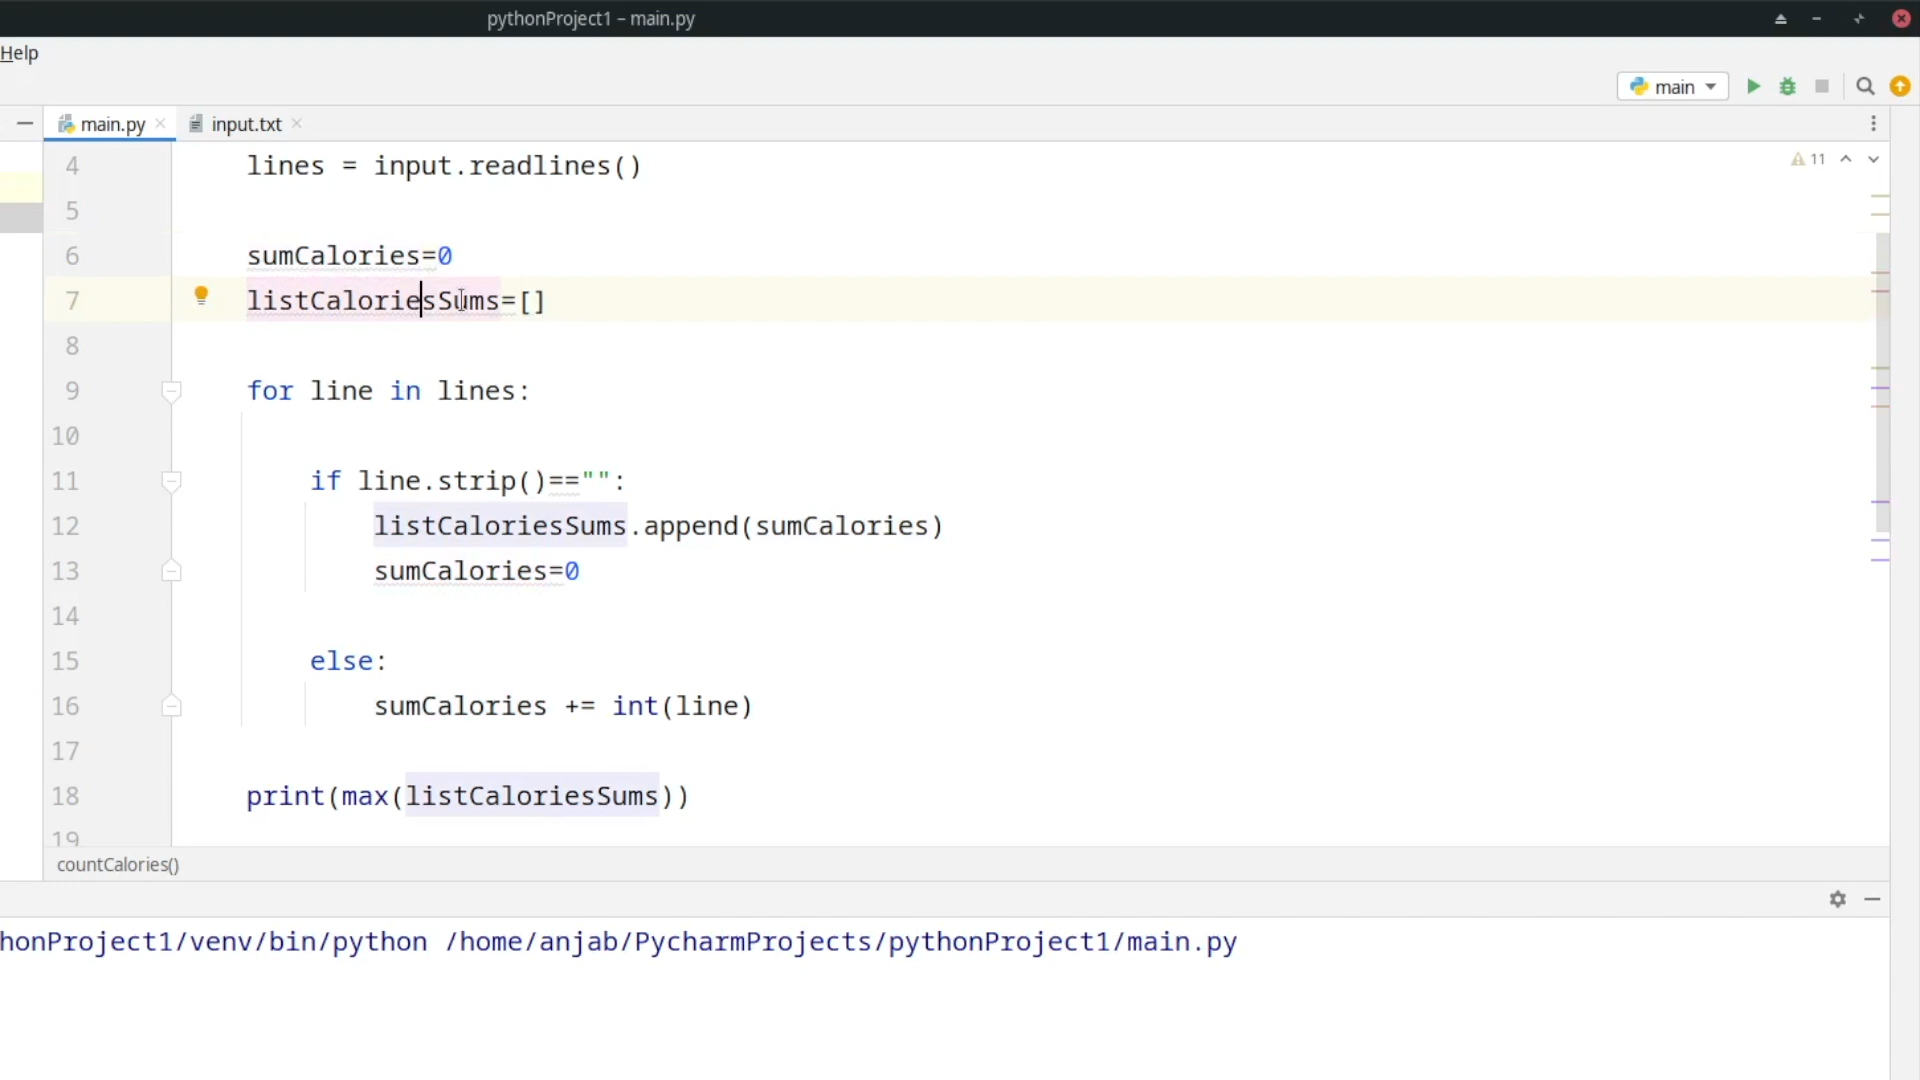 pythonProject1 – main.py
Help
main
main.py
input.txt
4 lines = input.readlines()
11
5
6 sumCalories=0
7 listCaloriesSums=[]
8
9 for line in lines:
10
11 if line.strip()=="":
12 listCaloriesSums.append(sumCalories)
13 sumCalories=0
14
15 else:
16 sumCalories += int(line)
17
18 print(max(listCaloriesSums))
19
countCalories()
honProject1/venv/bin/python /home/anjab/PycharmProjects/pythonProject1/main.py